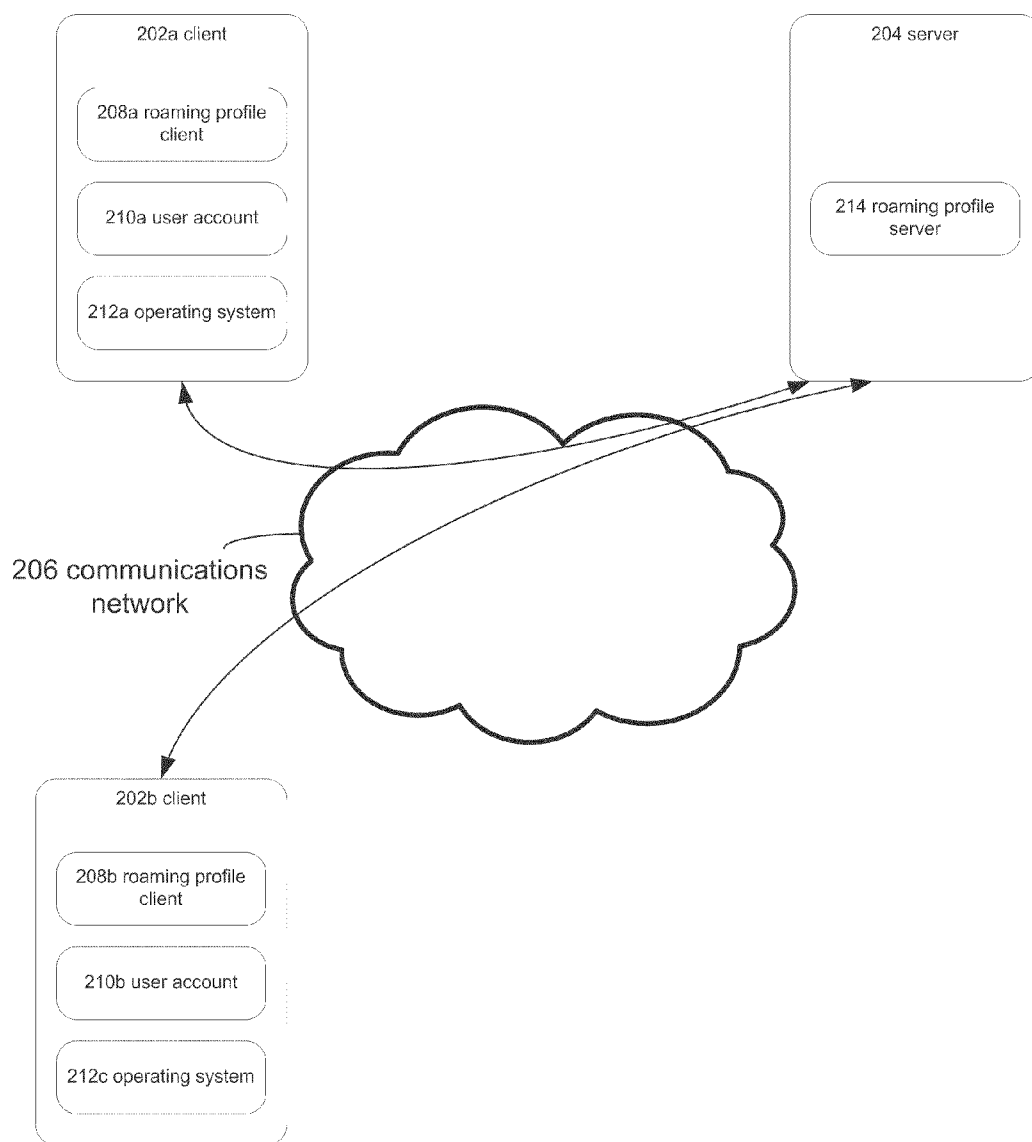 202a client
208a roaming profile
client
210a user account
212a operating system
204 server
214 roaming profile
server
206 communications
network
202b client
208b roaming profile
client
210b user account
212c operating system